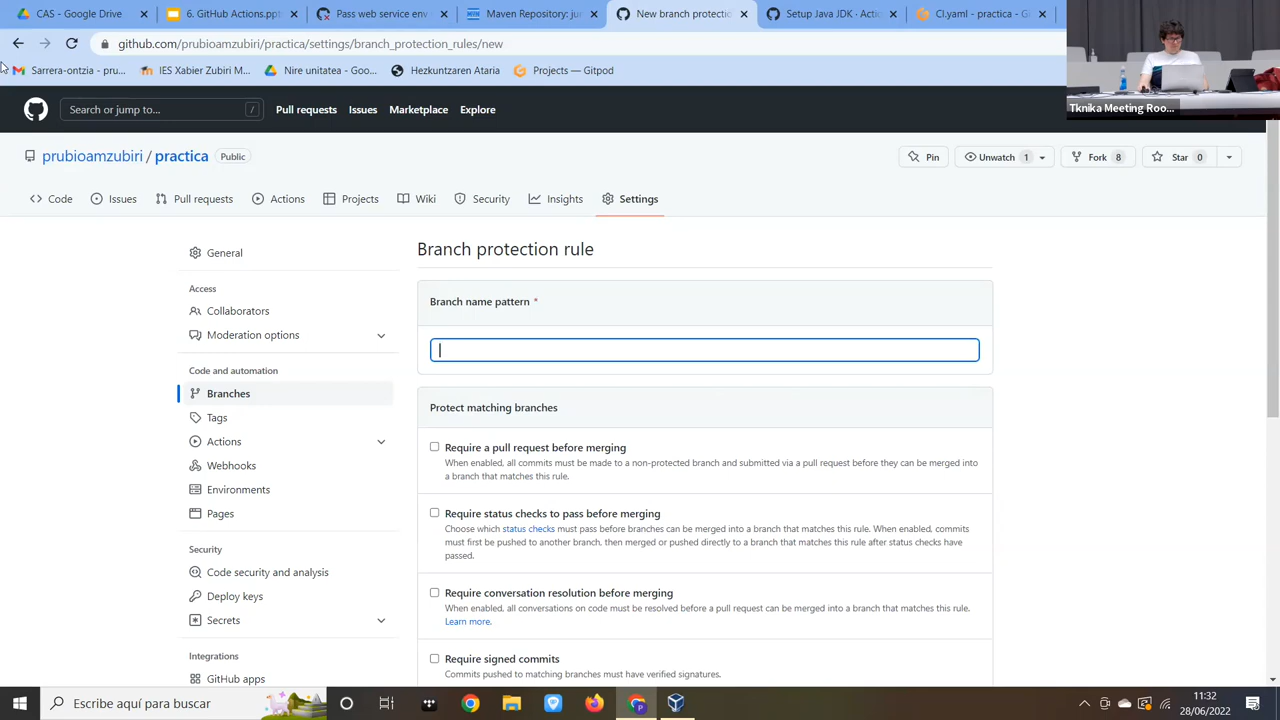 CAS
6. GitHub Actions.ppt
Pass web service env
Maven Repository: ju
New branch protectio
Setup Java JDK · Actio
CI.yaml - practica - G
github.com/prubioamzubiri/practica/settings/branch_protection_rules/new
Sarrera-ontzia - pru...
IES Xabier Zubiri M...
Nire unitatea - Goo...
Hezkuntzaren Ataria
Projects — Gitpod
Tknika Meeting Roo...
Search or jump to...
/
Pull requests
Issues
Marketplace
Explore
prubioamzubiri / practica
Public
Pin
Unwatch 1
Fork 8
Star 0
Code
Issues
Pull requests
Actions
Projects
Wiki
Security
Insights
Settings
General
Access
Collaborators
Moderation options
Code and automation
Branches
Tags
Actions
Webhooks
Environments
Pages
Security
Code security and analysis
Deploy keys
Secrets
Integrations
GitHub apps
Branch protection rule
Branch name pattern *
Protect matching branches
Require a pull request before merging
When enabled, all commits must be made to a non-protected branch and submitted via a pull request before they can be merged into
a branch that matches this rule.
Require status checks to pass before merging
Choose which status checks must pass before branches can be merged into a branch that matches this rule. When enabled, commits
must first be pushed to another branch, then merged or pushed directly to a branch that matches this rule after status checks have
passed.
Require conversation resolution before merging
When enabled, all conversations on code must be resolved before a pull request can be merged into a branch that matches this rule.
Learn more.
Require signed commits
Commits pushed to matching branches must have verified signatures.
Escribe aquí para buscar
11:32
28/06/2022